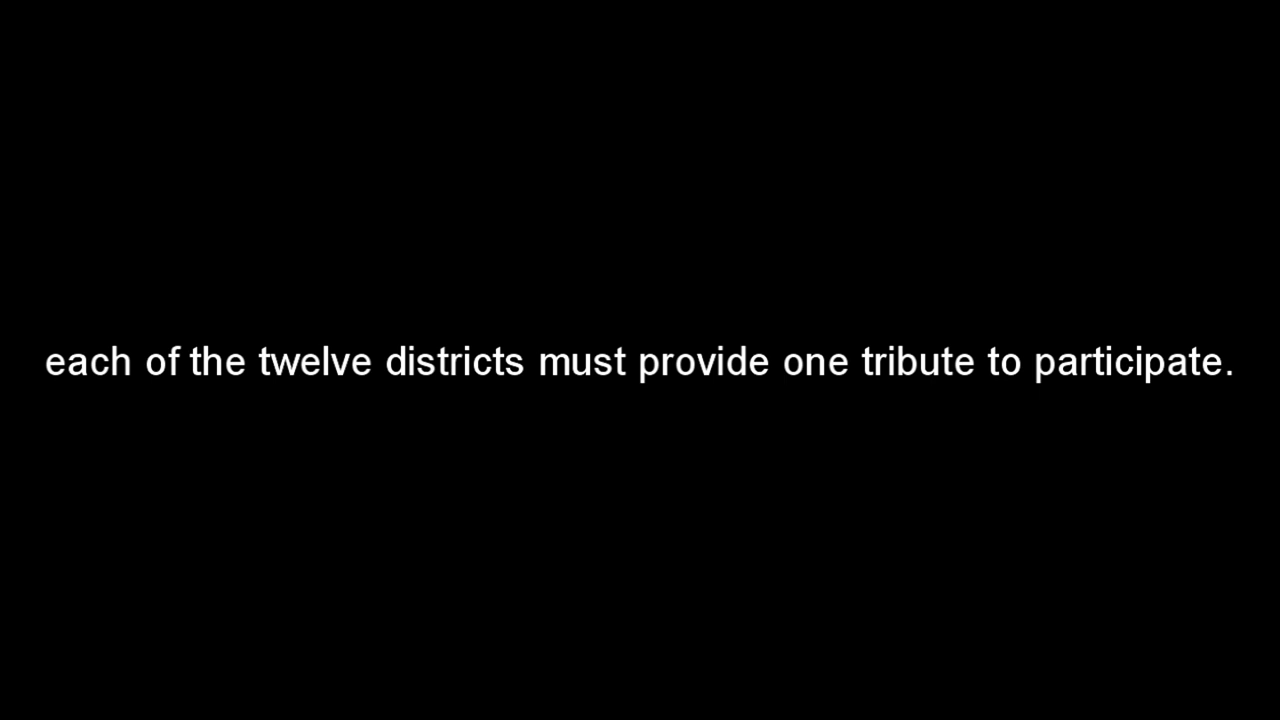 each of the twelve districts must provide one tribute to participate.